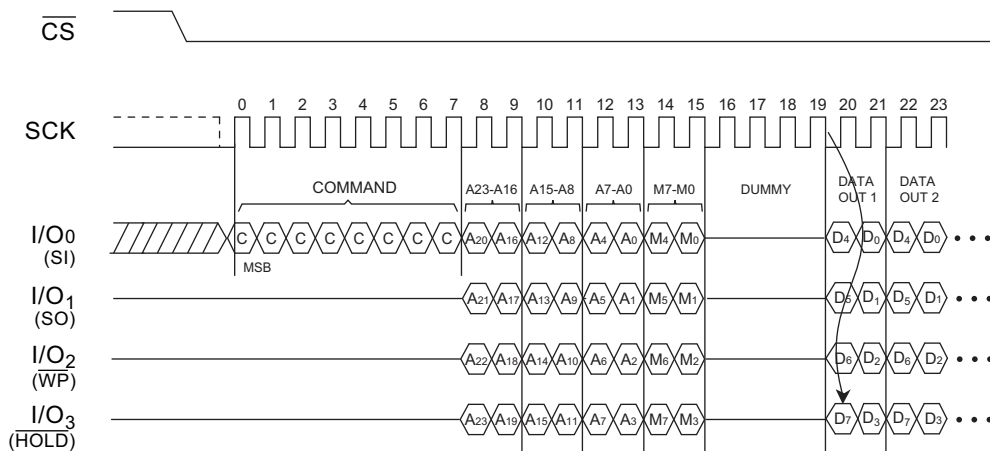 CS
0 1 2 3 4 5 6 7 8 9 10 11 12 13 14 15 16 17 18 19 20 21 22 23
SCK
COMMAND A23-A16 A15-A8 A7-A0 M7-M0 DUMMY DATA OUT 1 DATA OUT 2
I/O0 C C C C C C C C A20 A16 A12 A8 A4 A0 M4 M0 D4 D0 D4 D0
(SI)
MSB
I/O1 A21 A17 A13 A9 A5 A1 M5 M1 D5 D1 D5 D1
(SO)
I/O2 A22 A18 A14 A10 A6 A2 M6 M2 D6 D2 D6 D2
(WP)
I/O3 A23 A19 A15 A11 A7 A3 M7 M3 D7 D3 D7 D3
(HOLD)